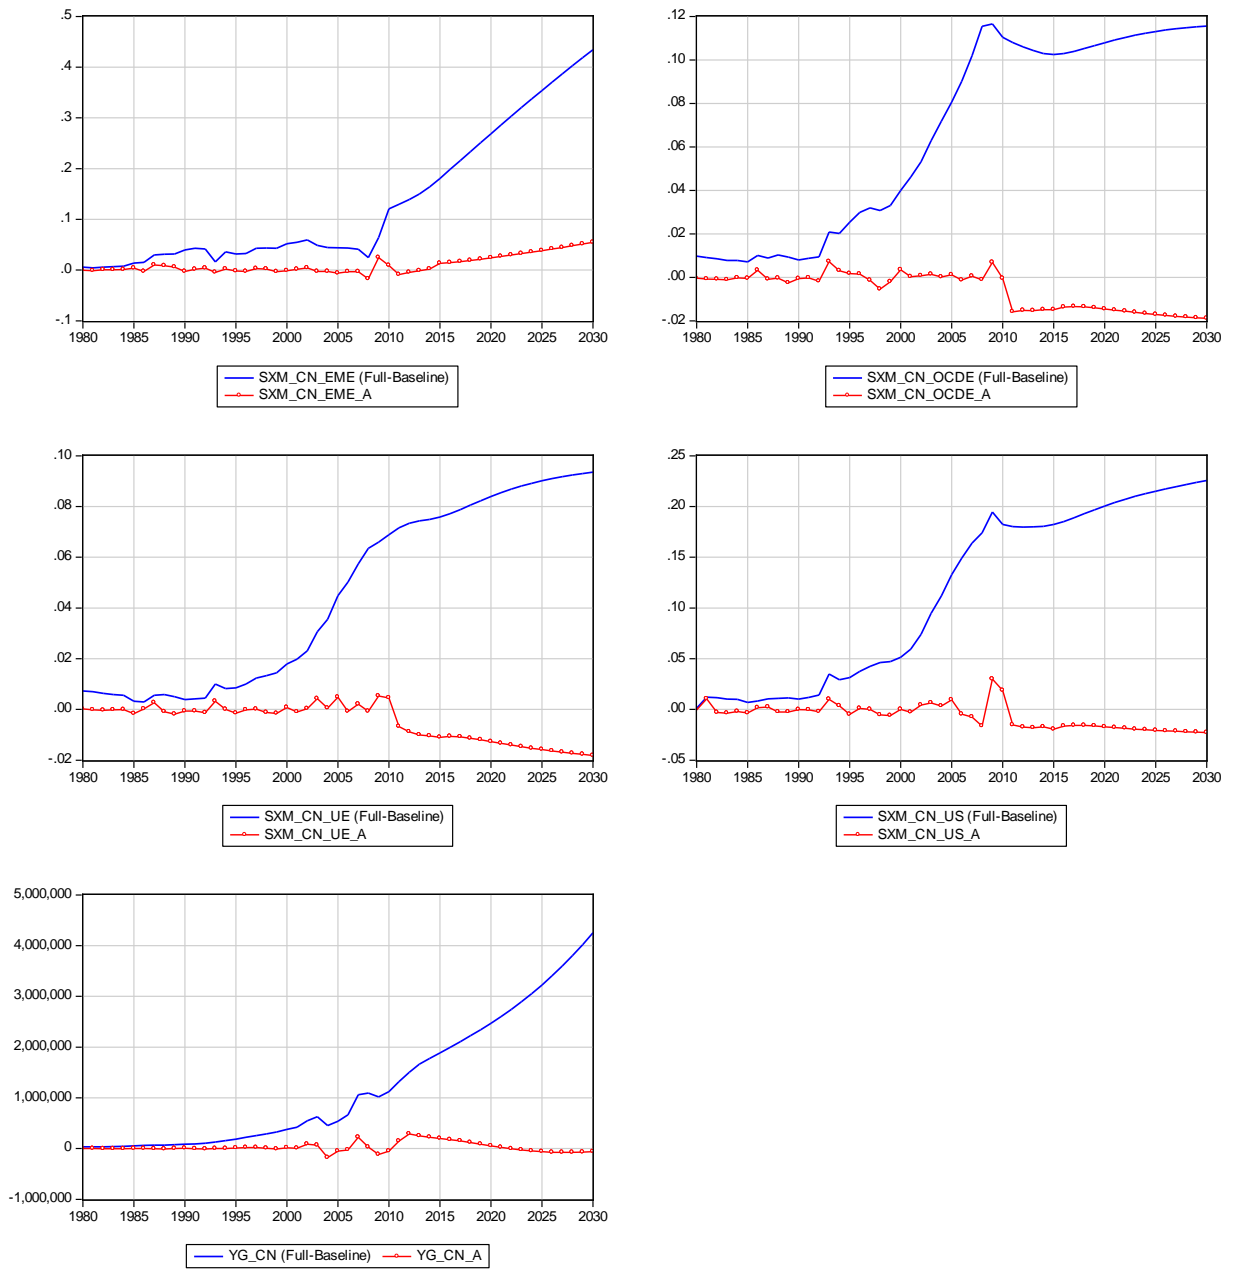 .5
.4
.3
.2
.1
.0
-.1
1980 1985 1990 1995 2000 2005 2010 2015 2020 2025 2030
SXM_CN_EME (Full-Baseline)
SXM_CN_EME_A
.12
.10
.08
.06
.04
.02
.00
-.02
1980 1985 1990 1995 2000 2005 2010 2015 2020 2025 2030
SXM_CN_OCDE (Full-Baseline)
SXM_CN_OCDE_A
.10
.08
.06
.04
.02
.00
-.02
1980 1985 1990 1995 2000 2005 2010 2015 2020 2025 2030
SXM_CN_UE (Full-Baseline)
SXM_CN_UE_A
.25
.20
.15
.10
.05
.00
-.05
1980 1985 1990 1995 2000 2005 2010 2015 2020 2025 2030
SXM_CN_US (Full-Baseline)
SXM_CN_US_A
5,000,000
4,000,000
3,000,000
2,000,000
1,000,000
0
-1,000,000
1980 1985 1990 1995 2000 2005 2010 2015 2020 2025 2030
YG_CN (Full-Baseline) YG_CN_A